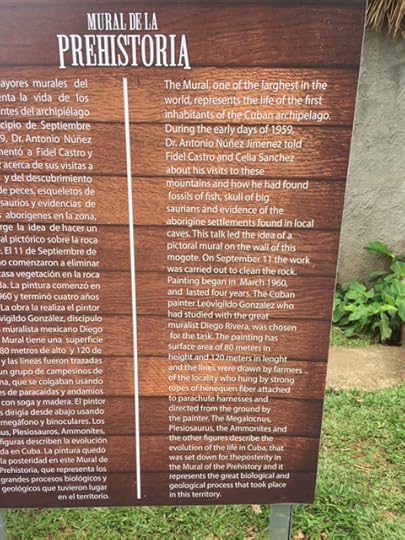 MURAL DE LA
PREHISTORIA
ayores murales del
enta la vida de los
ntes del archipiélago
cipio de Septiembre
9, Dr. Antonio Núñez
mentó a Fidel Castro y
acerca de sus visitas a
y del descubrimiento
de peces, esqueletos de
saurios y evidencias de
aborígenes en la zona,
rge la idea de hacer un
al pictórico sobre la roca
e. El 11 de Septiembre de
no comenzaron a eliminar
casa vegetación en la roca
da. La pintura comenzó en
960 y terminó cuatro años
La obra la realiza el pintor
vigildo González, discípulo
muralista mexicano Diego
Mural tiene una superficie
80 metros de alto y 120 de
y las líneas fueron trazadas
un grupo de campesinos de
na, que se colgaban usando
es de paracaídas y andamios
con soga y madera. El pintor
s dirigía desde abajo usando
megáfono y binoculares. Los
us, Plesiosauros, Ammonites,
figuras describen la evolución
da en Cuba. La pintura quedó
la posteridad en este Mural de
Prehistoria, que representa los
grandes procesos biológicos y
geológicos que tuvieron lugar
en el territorio.
The Mural, one of the larghest in the
world, represents the life of the first
inhabitants of the Cuban archipelago.
During the early days of 1959,
Dr. Antonio Núñez Jimenez told
Fidel Castro and Celia Sanchez
about his visits to these
mountains and how he had found
fossils of fish, skull of big
saurians and evidence of the
aborigine settlements found in local
caves. This talk led the idea of a
pictoral mural on the wall of this
mogote. On September 11 the work
was carried out to clean the rock.
Painting began in March 1960,
and lasted four years. The Cuban
painter Leovigildo Gonzalez who
had studied with the great
muralist Diego Rivera, was chosen
for the task. The painting has
surface area of 80 meters in
height and 120 meters in lenght
and the lines were drawn by farmers
of the locality who hung by strong
ropes of henequen fiber attached
to parachute harnesses and
directed from the ground by
the painter. The Megalocnus,
Plesiosurus, the Ammonites and
the other figures describe the
evolution of the life in Cuba, that
was set down for theposterity in
the Mural of the Prehistory and it
represents the great biological and
geological process that took place
in this territory.